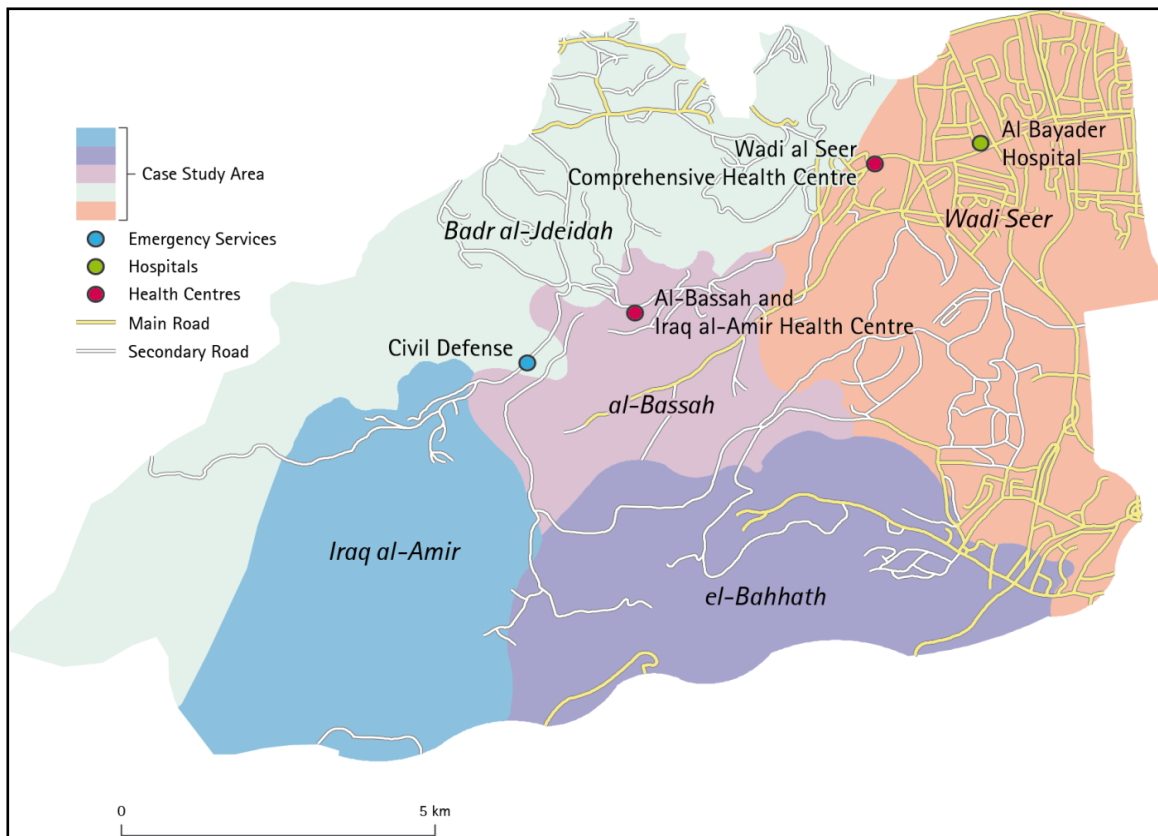 Wadi al Seer
Comprehensive Health Centre
Al Bayader
Hospital
Case Study Area
Badr al-Jdeidah
Wadi Seer
Emergency Services
Hospitals
Health Centres
Main Road
Secondary Road
Al-Bassah and
Iraq al-Amir Health Centre
Civil Defense
al-Bassah
Iraq al-Amir
el-Bahhath
0
5 km